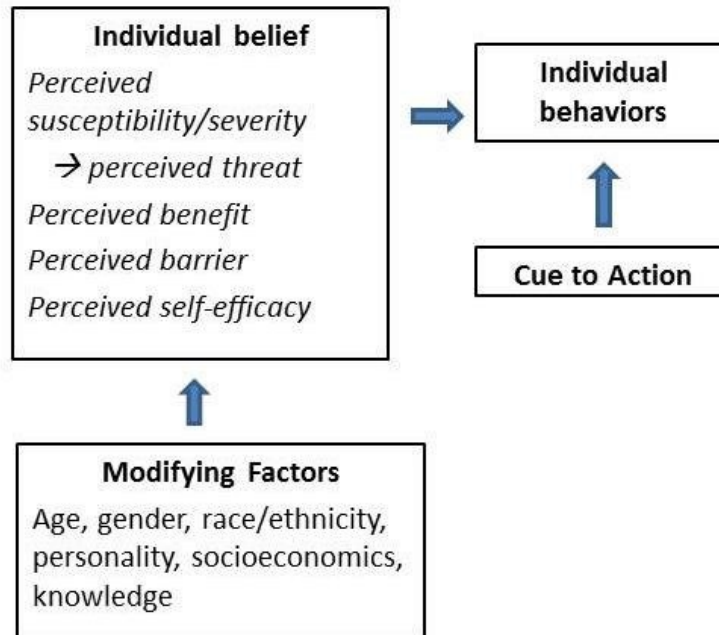 Individual belief
Perceived
susceptibility/severity
→ perceived threat
Perceived benefit
Perceived barrier
Perceived self-efficacy
Individual
behaviors
Cue to Action
Modifying Factors
Age, gender, race/ethnicity,
personality, socioeconomics,
knowledge